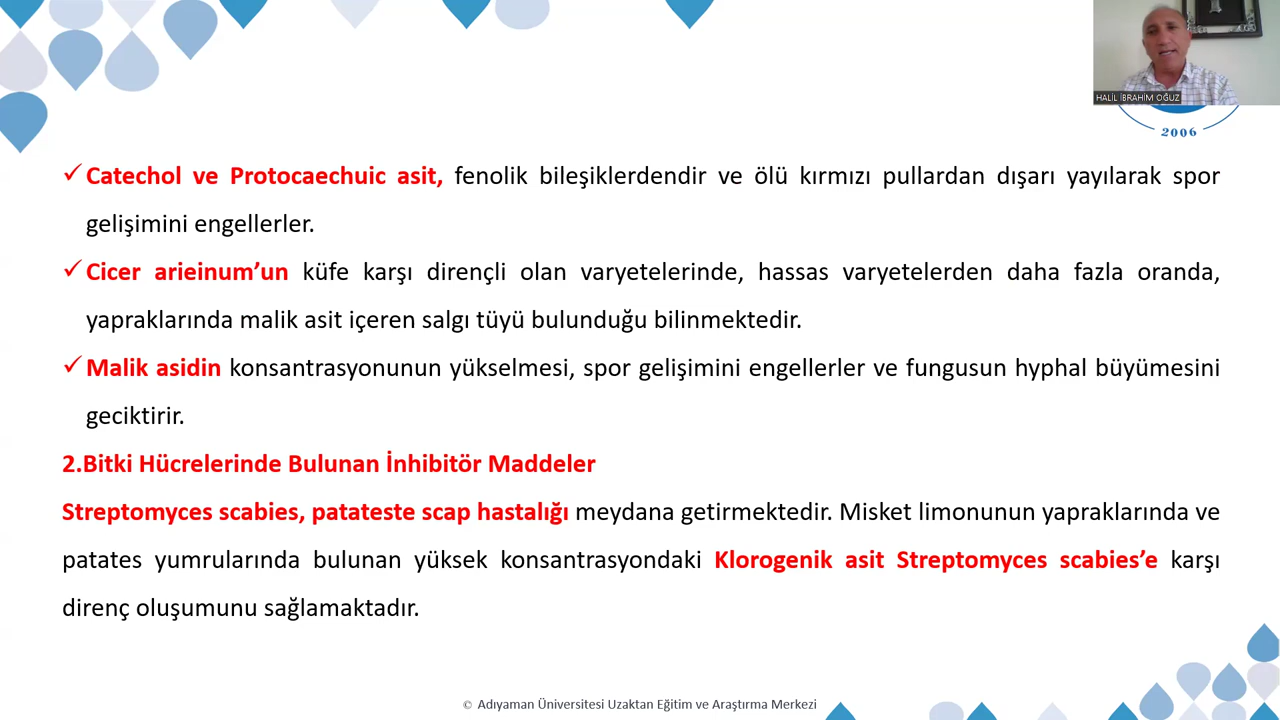 HALİL İBRAHİM OĞUZ
2006
✓ Catechol ve Protocaechuic asit, fenolik bileşiklerdendir ve ölü kırmızı pullardan dışarı yayılarak spor
gelişimini engellerler.
✓ Cicer arieinum’un küfe karşı dirençli olan varyetelerinde, hassas varyetelerden daha fazla oranda,
yapraklarında malik asit içeren salgı tüyü bulunduğu bilinmektedir.
✓ Malik asidin konsantrasyonunun yükselmesi, spor gelişimini engellerler ve fungusun hyphal büyümesini
geciktirir.
2.Bitki Hücrelerinde Bulunan İnhibitör Maddeler
Streptomyces scabies, patateste scap hastalığı meydana getirmektedir. Misket limonunun yapraklarında ve
patates yumrularında bulunan yüksek konsantrasyondaki Klorogenik asit Streptomyces scabies’e karşı
direnç oluşumunu sağlamaktadır.
© Adıyaman Üniversitesi Uzaktan Eğitim ve Araştırma Merkezi